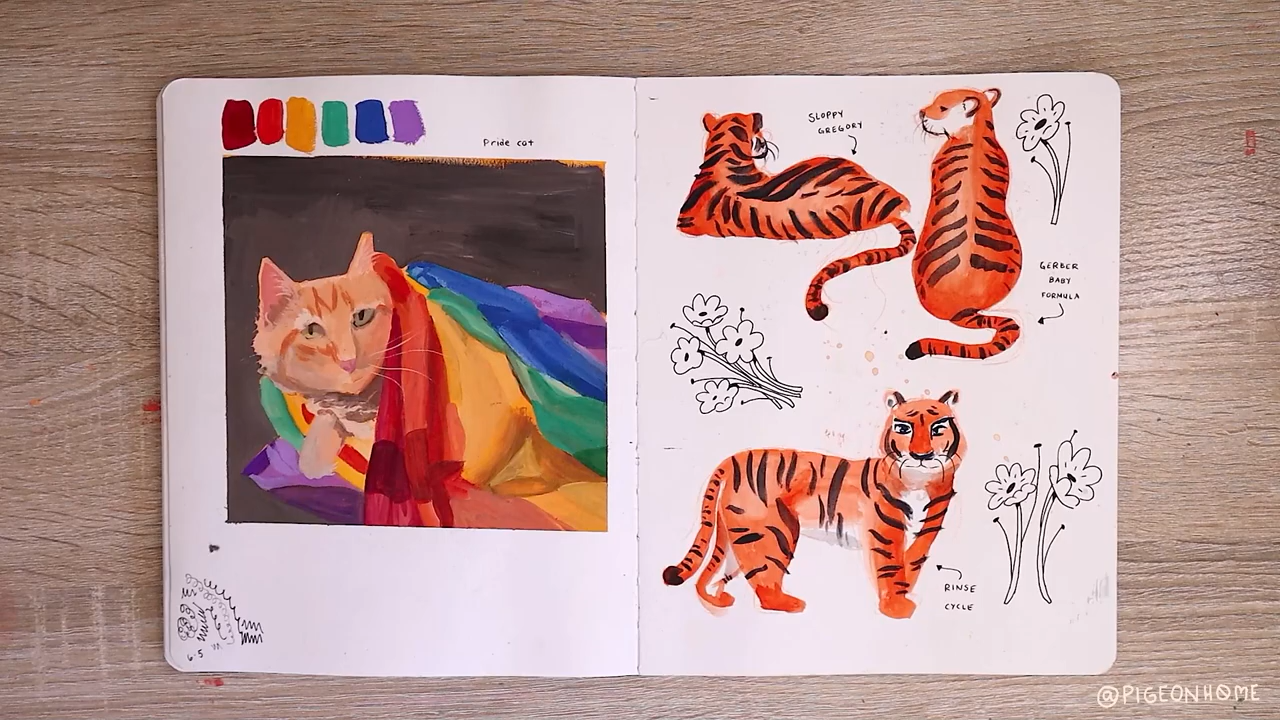 Pride cat
SLOPPY
GREGORY
GERBER
BABY
FORMULA
RINSE
CYCLE
@PIGEONHOME